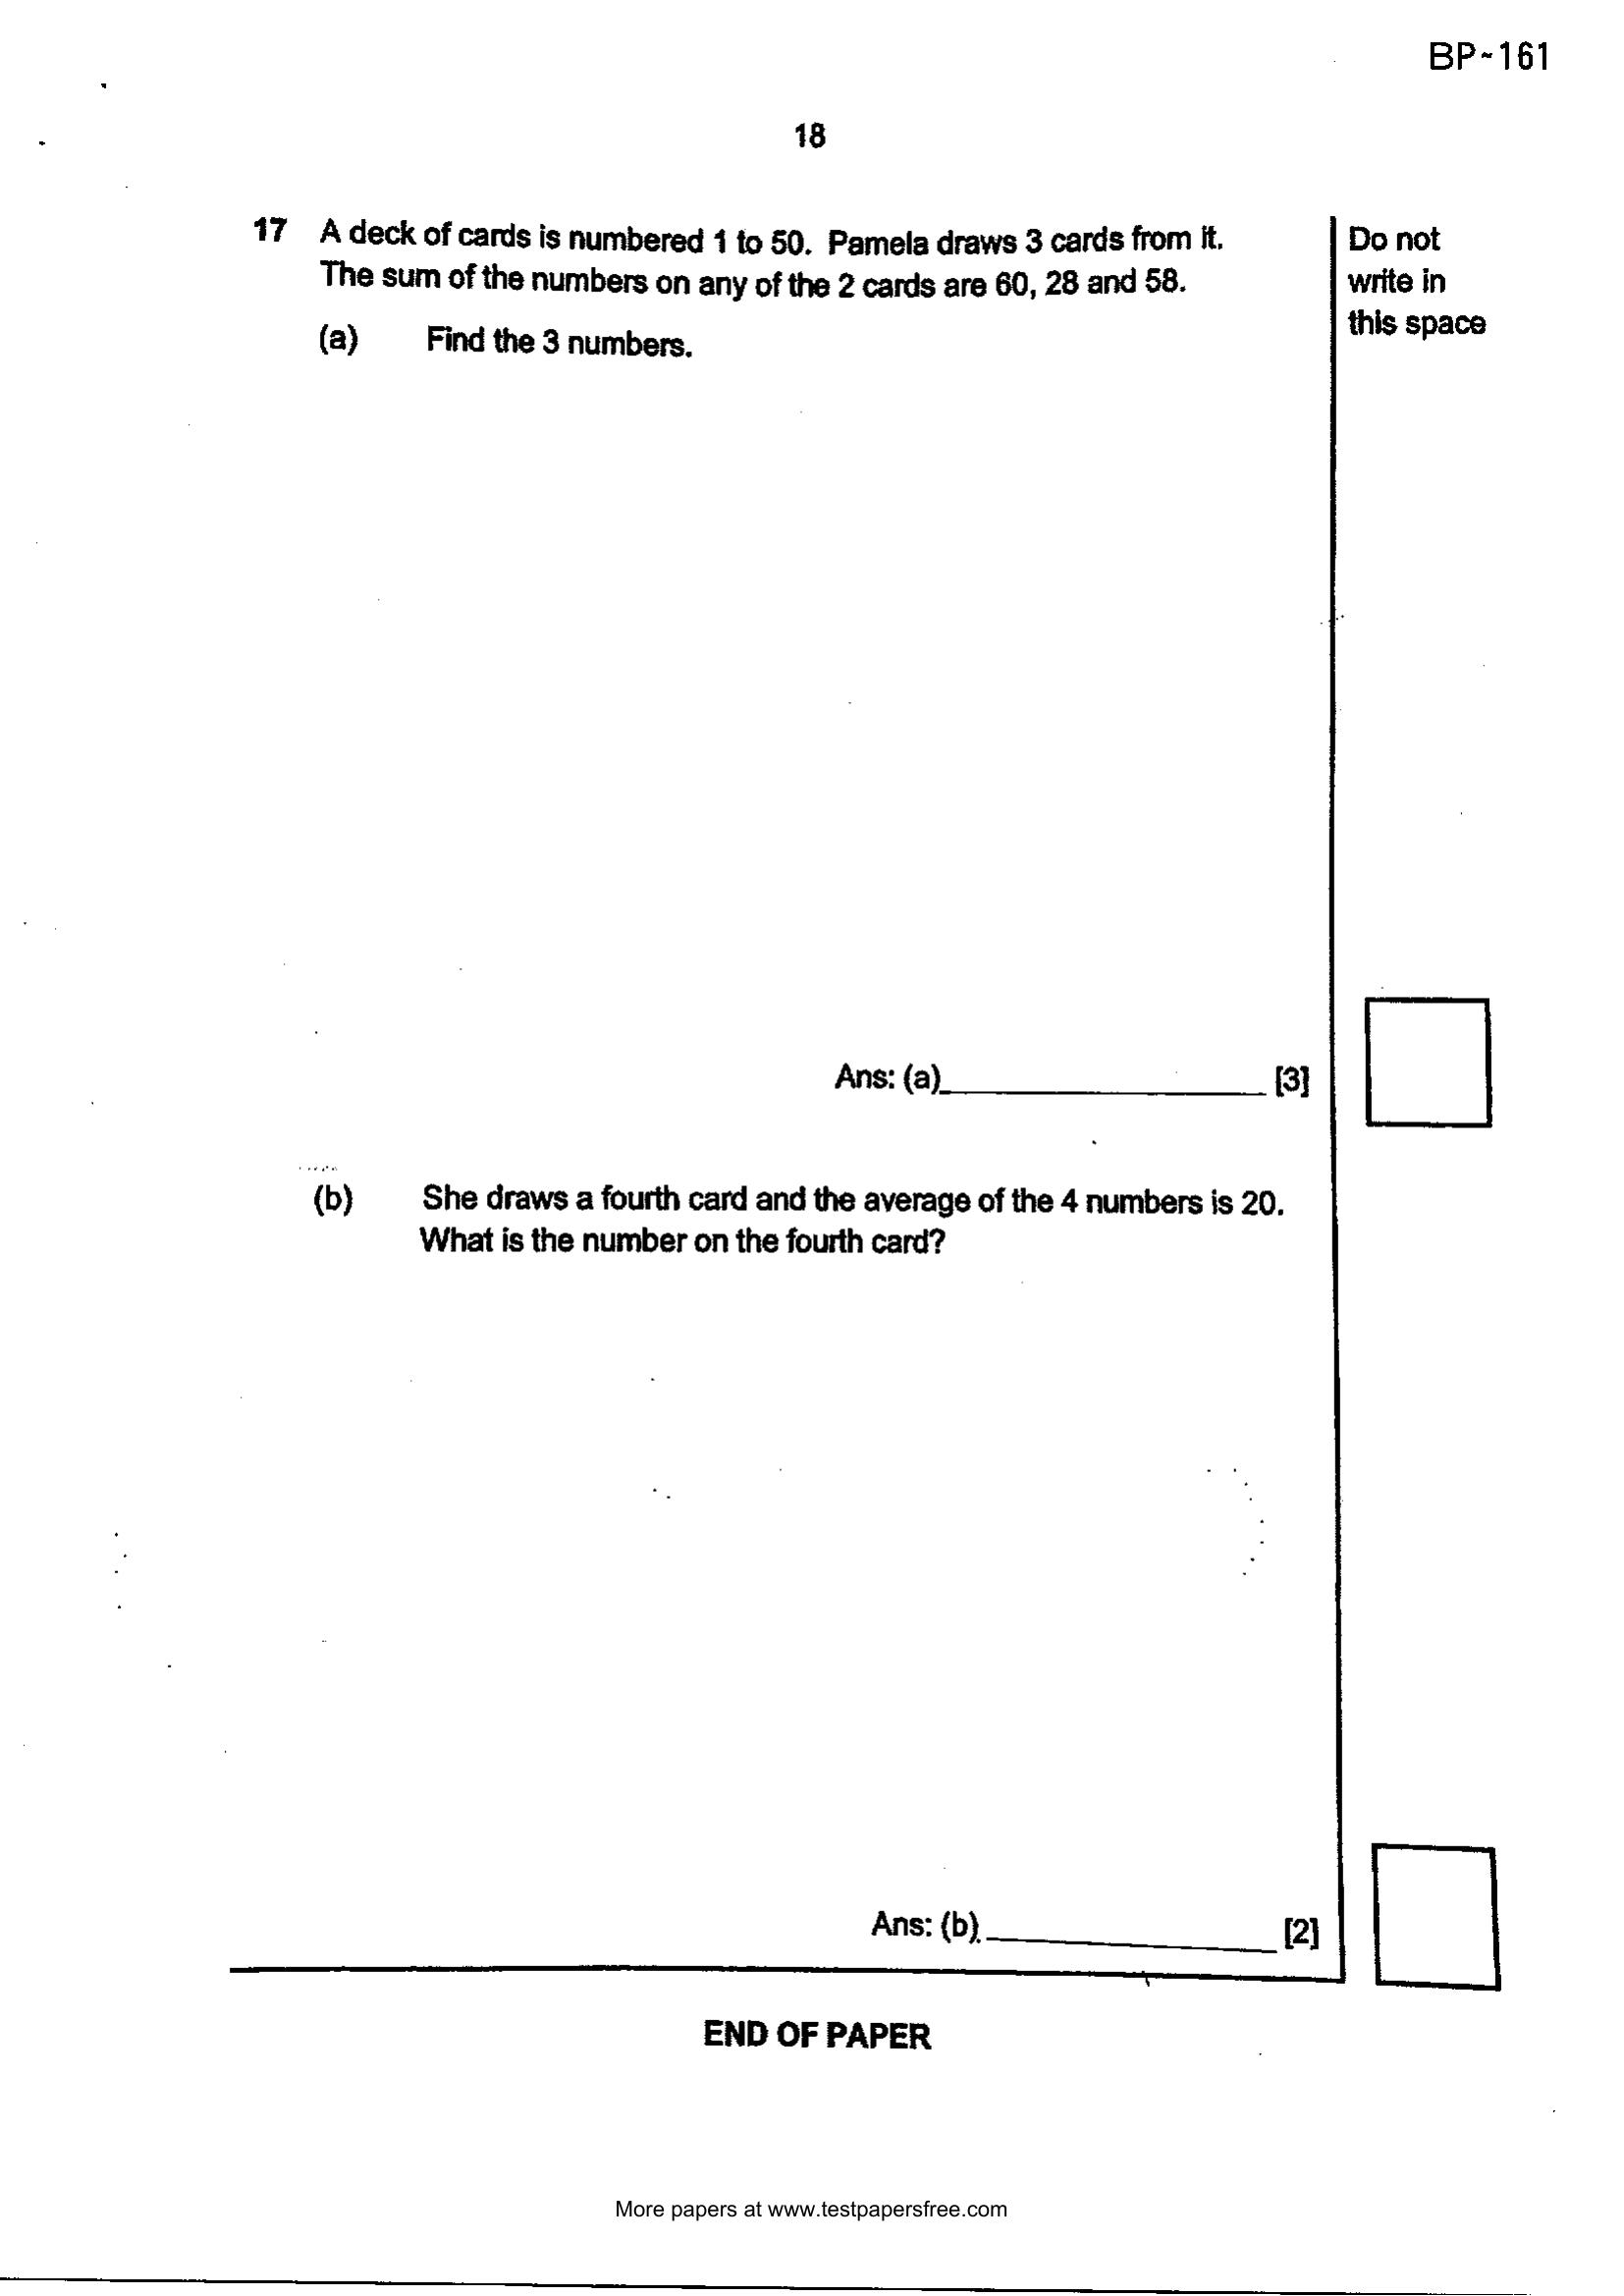 BP-161
18
17 A deck of cards is numbered 1 to 50. Pamela draws 3 cards from it.
The sum of the numbers on any of the 2 cards are 60, 28 and 58.
(a) Find the 3 numbers.
Do not
write in
this space
Ans: (a)____________________ [3]
(b) She draws a fourth card and the average of the 4 numbers is 20.
What is the number on the fourth card?
Ans: (b)____________________ [2]
END OF PAPER
More papers at www.testpapersfree.com